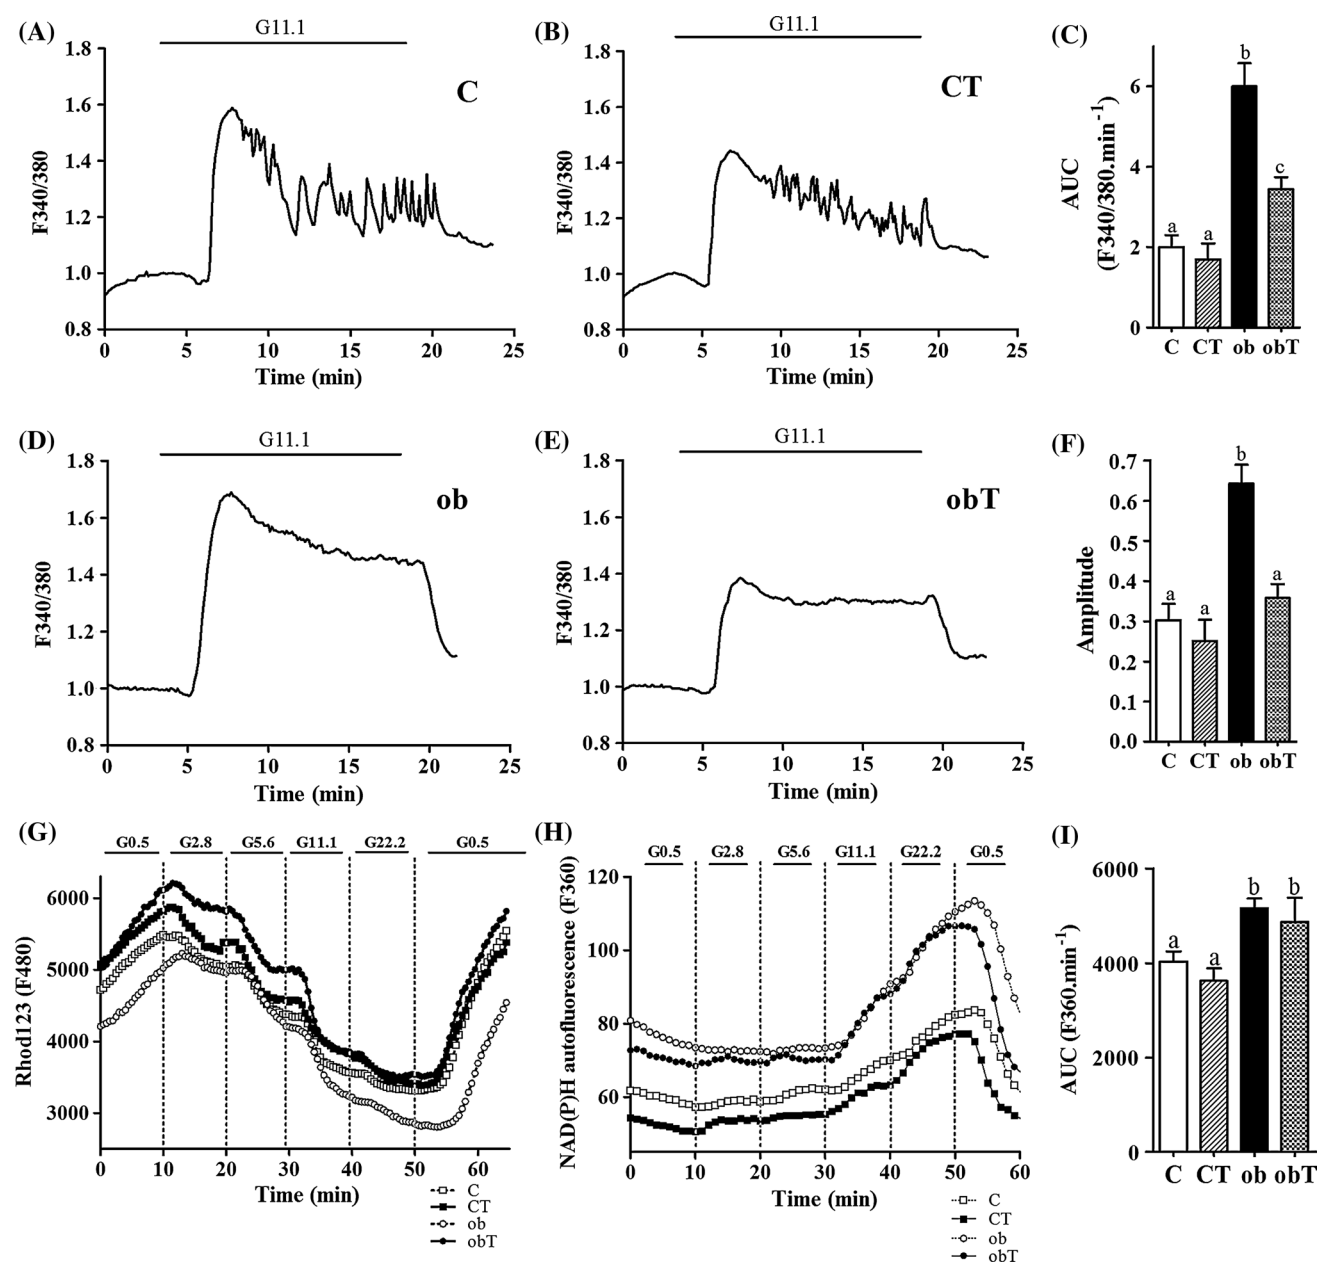 (A)
G11.1
C
F340/380
1.8
1.6
1.4
1.2
1.0
0.8
0 5 10 15 20 25
Time (min)
(B)
G11.1
CT
F340/380
1.8
1.6
1.4
1.2
1.0
0.8
0 5 10 15 20 25
Time (min)
(C)
AUC
(F340/380.min-1)
6
4
2
0
a a b c
C CT ob obT
(D)
G11.1
ob
F340/380
1.8
1.6
1.4
1.2
1.0
0.8
0 5 10 15 20 25
Time (min)
(E)
G11.1
obT
F340/380
1.8
1.6
1.4
1.2
1.0
0.8
0 5 10 15 20 25
Time (min)
(F)
Amplitude
0.7
0.6
0.5
0.4
0.3
0.2
0.1
0.0
a a b a
C CT ob obT
(G)
G0.5 G2.8 G5.6 G11.1 G22.2 G0.5
Rhod123 (F480)
6000
5000
4000
3000
0 10 20 30 40 50 60
Time (min)
C
CT
ob
obT
(H)
G0.5 G2.8 G5.6 G11.1 G22.2 G0.5
NAD(P)H autofluorescence (F360)
120
100
80
60
0 10 20 30 40 50 60
Time (min)
C
CT
ob
obT
(I)
AUC (F360.min-1)
6000
4000
2000
0
a a b b
C CT ob obT